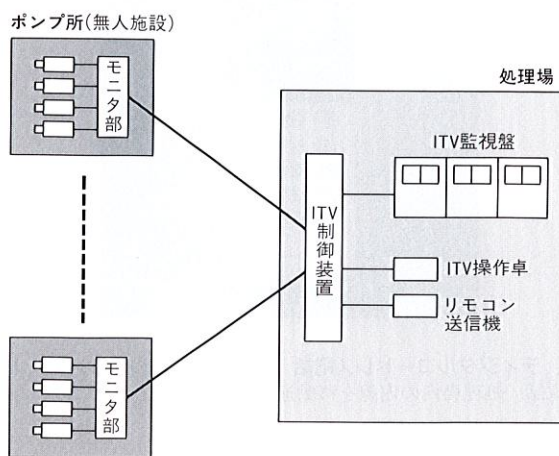 ポンプ所(無人施設)
モニタ部
処理場
ITV監視盤
ITV制御装置
ITV操作卓
リモコン
送信機
モニタ部